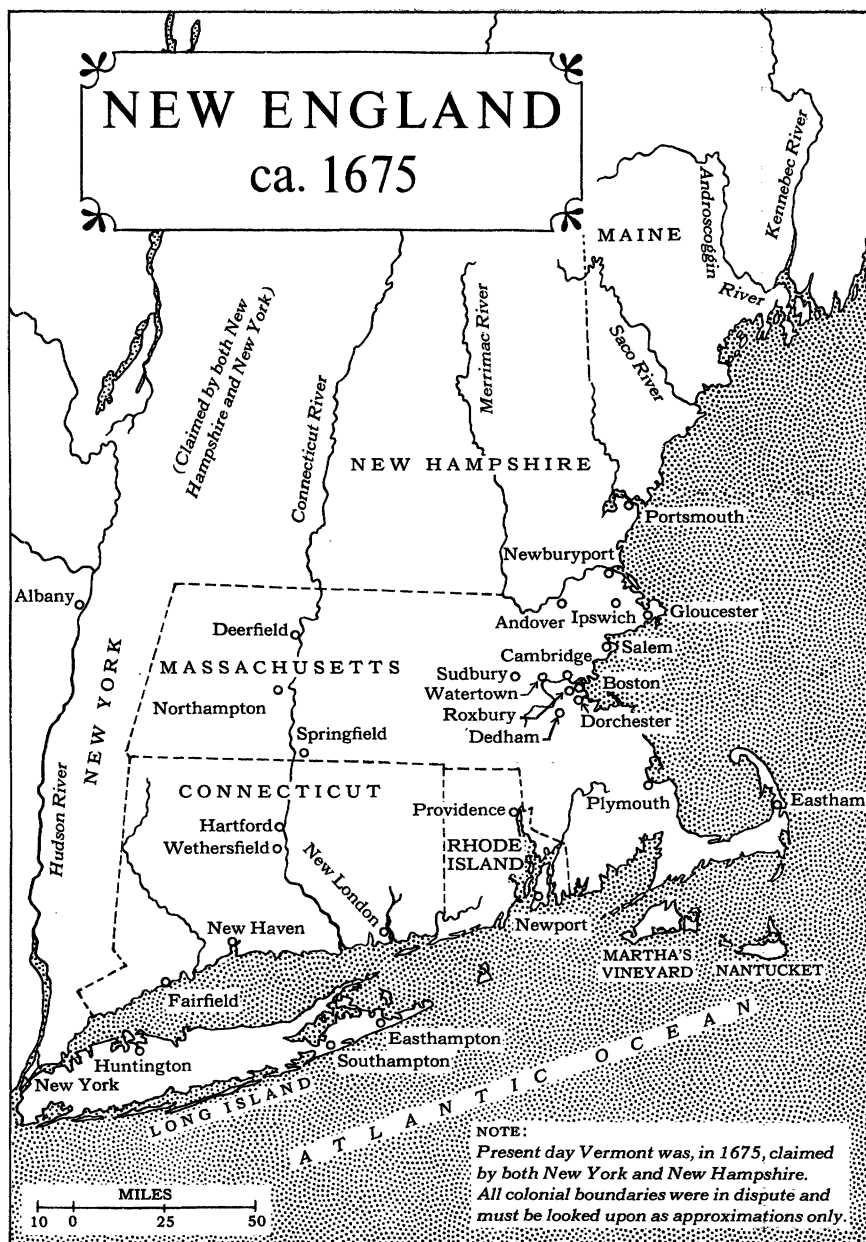 NEW ENGLAND
ca. 1675
MAINE
Androscoggin
River
Kennebec River
Saco River
Merrimac River
Connecticut River
(Claimed by both New
Hampshire and New York)
NEW HAMPSHIRE
Portsmouth
Newburyport
Albany
Andover
Ipswich
Gloucester
Deerfield
Salem
Cambridge
MASSACHUSETTS
Sudbury
Boston
Watertown
Northampton
Roxbury
Dorchester
Dedham
NEW YORK
Springfield
Hudson River
CONNECTICUT
Providence
Plymouth
Eastham
Hartford
Wethersfield
RHODE
ISLAND
New London
New Haven
Newport
MARTHA'S
VINEYARD
NANTUCKET
Fairfield
Easthampton
Southampton
Huntington
New York
LONG ISLAND
ATLANTIC OCEAN
NOTE:
Present day Vermont was, in 1675, claimed
by both New York and New Hampshire.
All colonial boundaries were in dispute and
must be looked upon as approximations only.
MILES
10 0 25 50